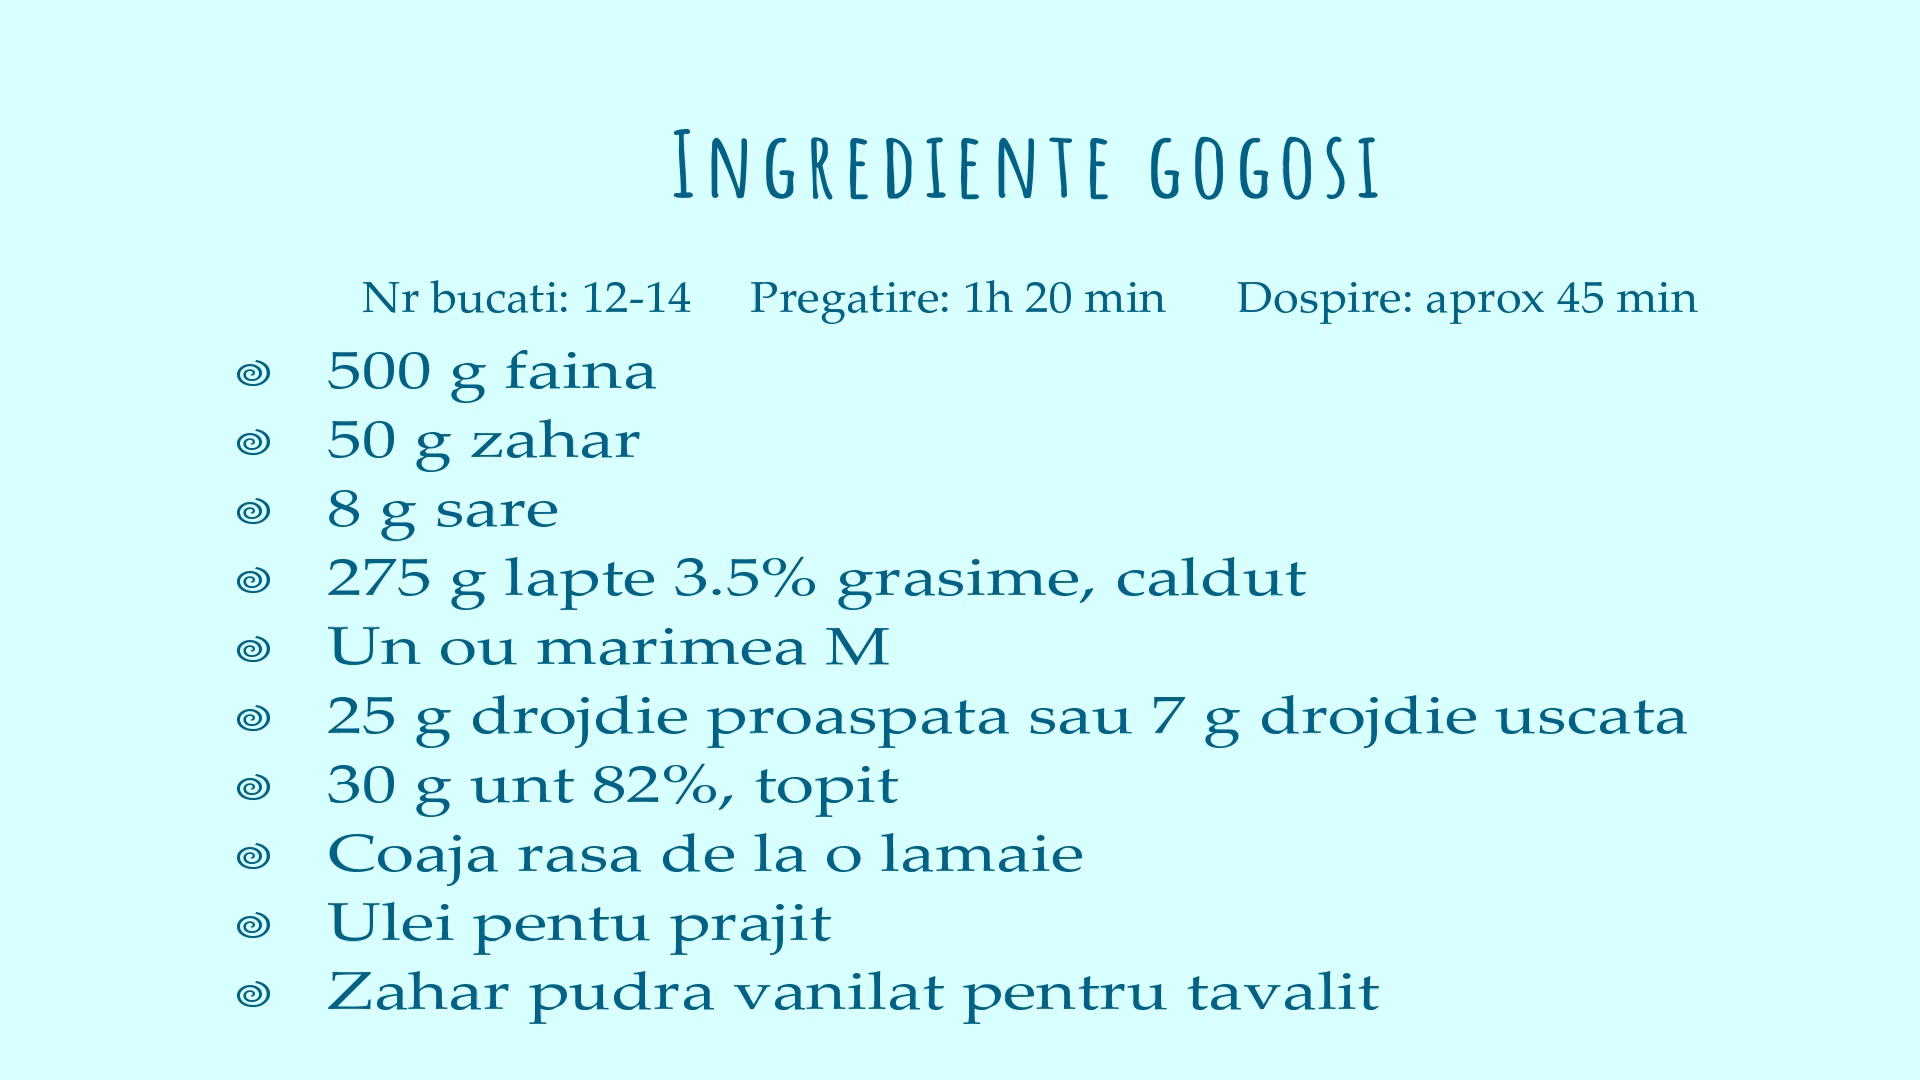 Ingrediente gogosi
Nr bucati: 12-14 Pregatire: 1h 20 min Dospire: aprox 45 min
500 g faina
50 g zahar
8 g sare
275 g lapte 3.5% grasime, caldut
Un ou marimea M
25 g drojdie proaspata sau 7 g drojdie uscata
30 g unt 82%, topit
Coaja rasa de la o lamaie
Ulei pentu prajit
Zahar pudra vanilat pentru tavalit